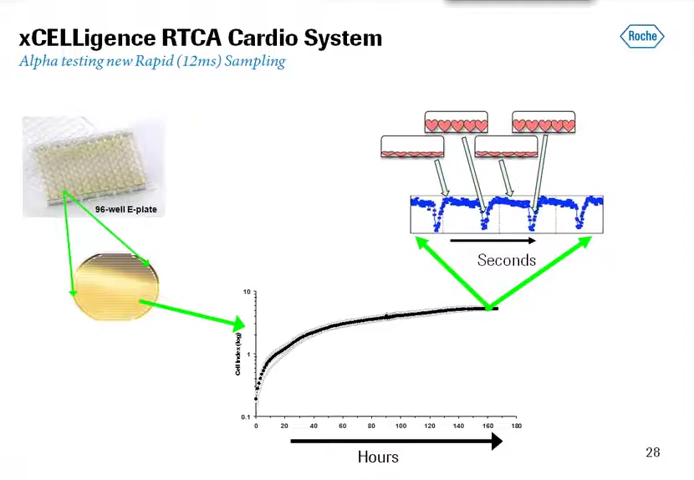 xCELLigence RTCA Cardio System
Alpha testing new Rapid (12ms) Sampling
Roche
96-well E-plate
Seconds
10
1
0.1
Cell Index (log)
0 20 40 60 80 100 120 140 160 180
Hours
28